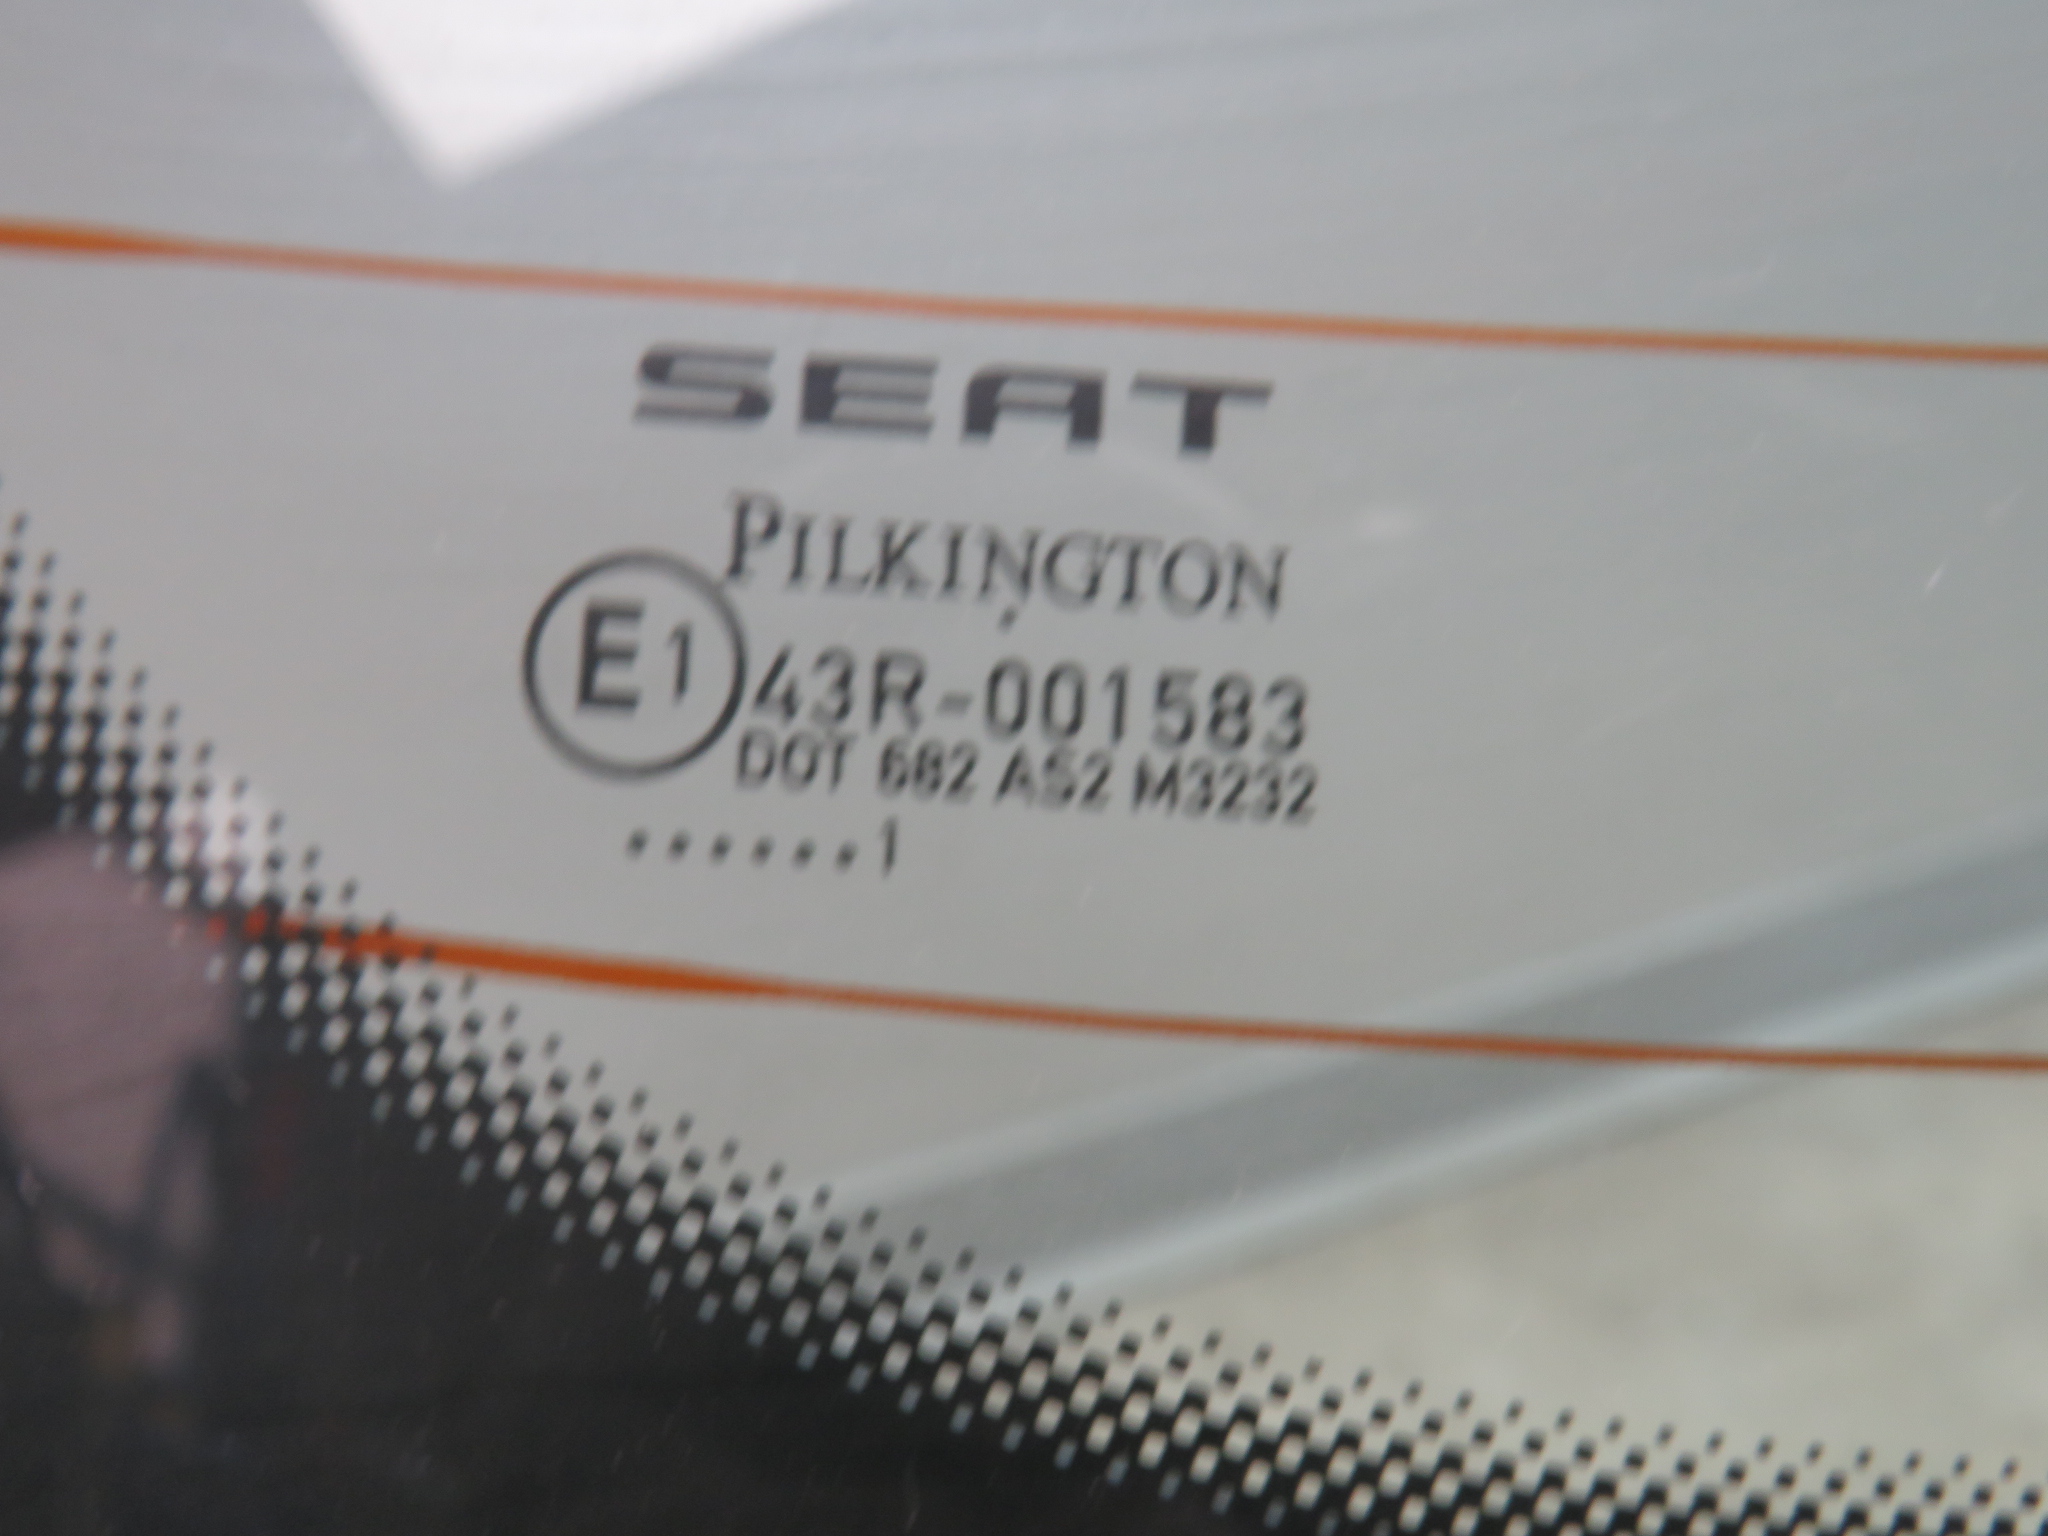 SEAT
PILKINGTON
E1 43R-001583
DOT 682 AS2 M3232
......1